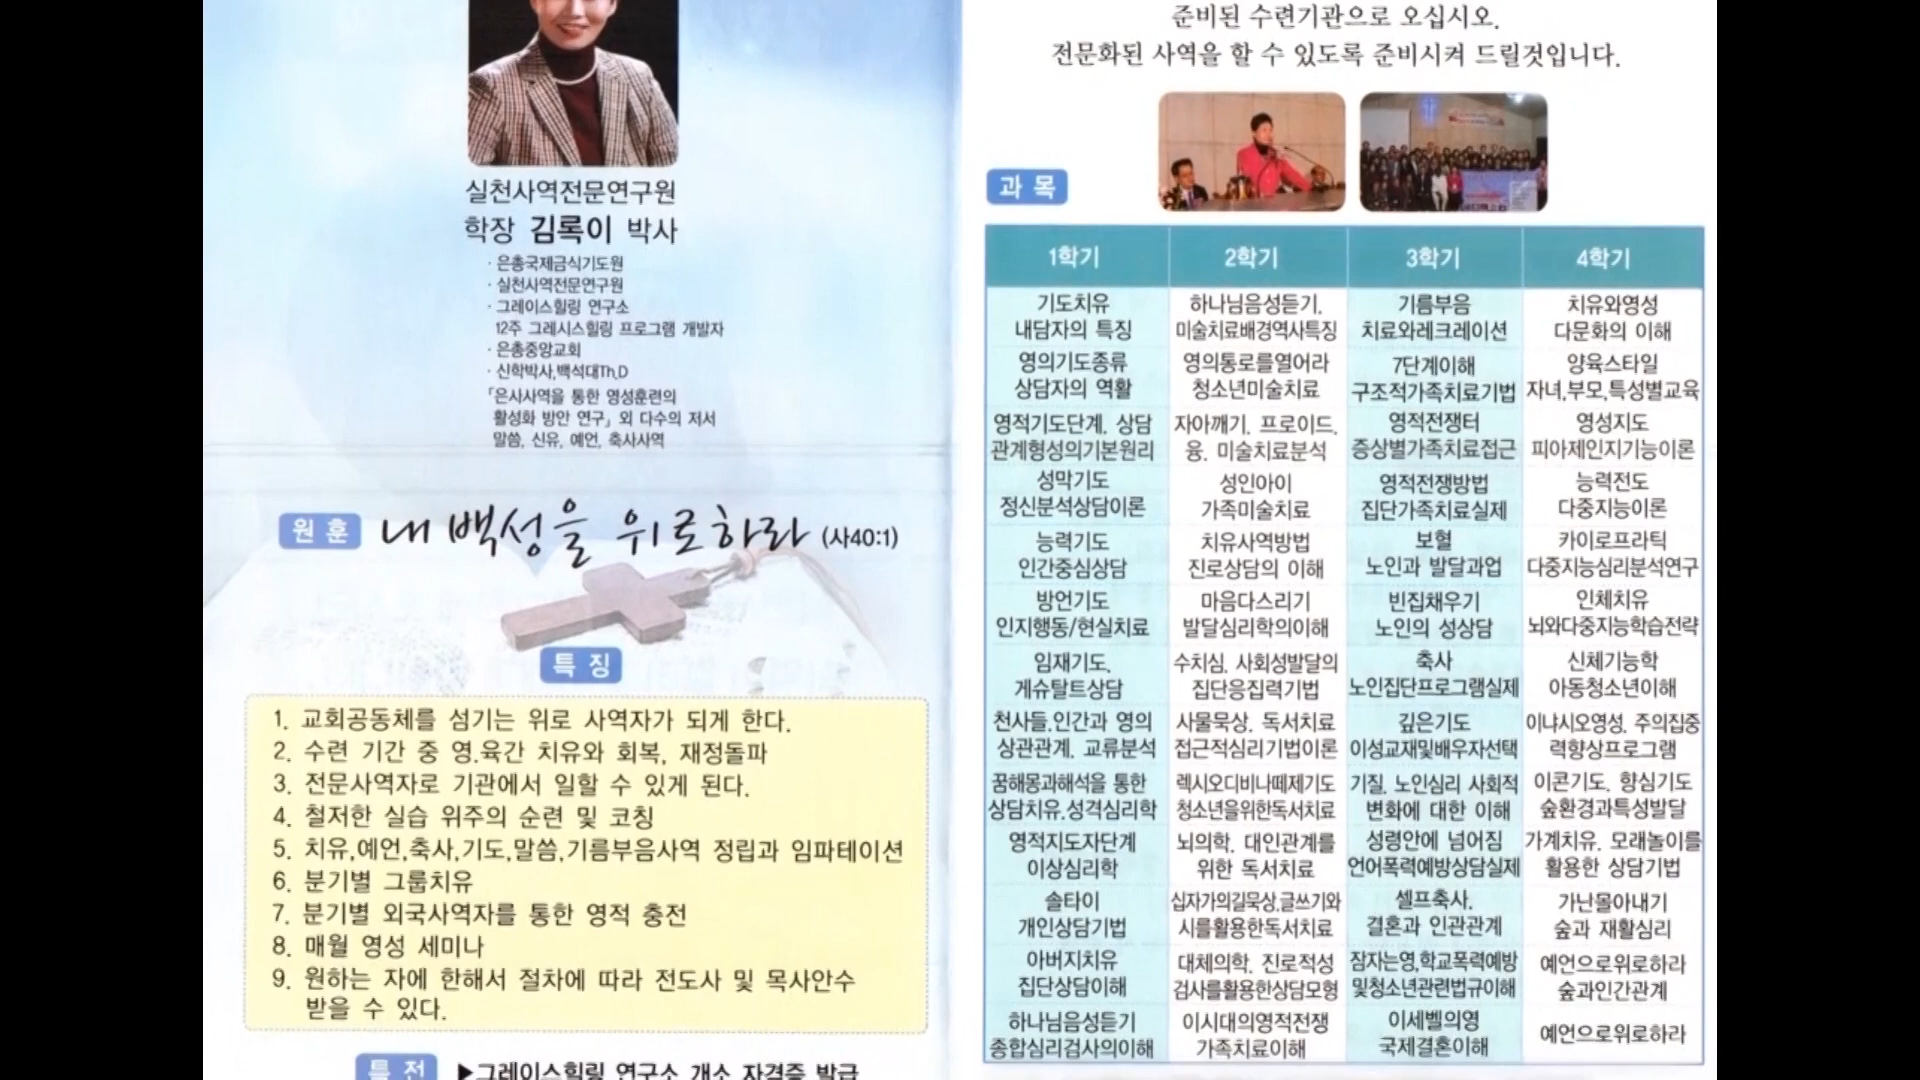 실천사역전문연구원
학장 김록이 박사
· 은총국제금식기도원
· 실천사역전문연구원
· 그레이스힐링 연구소
12주 그레시스힐링 프로그램 개발자
· 은총중앙교회
· 신학박사,백석대Th,D
「은사사역을 통한 영성훈련의
활성화 방안 연구」 외 다수의 저서
말씀, 신유, 예언, 축사사역
원 훈
내 백성을 위로하라 (사40:1)
특 징
1. 교회공동체를 섬기는 위로 사역자가 되게 한다.
2. 수련 기간 중 영.육간 치유와 회복, 재정돌파
3. 전문사역자로 기관에서 일할 수 있게 된다.
4. 철저한 실습 위주의 순련 및 코칭
5. 치유,예언,축사,기도,말씀,기름부음사역 정립과 임파테이션
6. 분기별 그룹치유
7. 분기별 외국사역자를 통한 영적 충전
8. 매월 영성 세미나
9. 원하는 자에 한해서 절차에 따라 전도사 및 목사안수
받을 수 있다.
특 전
▶그레이스힐링 연구소 개소 자격증 발급
준비된 수련기관으로 오십시오.
전문화된 사역을 할 수 있도록 준비시켜 드릴것입니다.
과 목
1학기 2학기 3학기 4학기
기도치유 하나님음성듣기, 기름부음 치유와영성
내담자의 특징 미술치료배경역사특징 치료와레크레이션 다문화의 이해
영의기도종류 영의통로를열어라 7단계이해 양육스타일
상담자의 역활 청소년미술치료 구조적가족치료기법 자녀,부모,특성별교육
영적기도단계, 상담 자아깨기, 프로이드, 영적전쟁터 영성지도
관계형성의기본원리 융, 미술치료분석 증상별가족치료접근 피아제인지기능이론
성막기도 성인아이 영적전쟁방법 능력전도
정신분석상담이론 가족미술치료 집단가족치료실제 다중지능이론
능력기도 치유사역방법 보혈 카이로프라틱
인간중심상담 진로상담의 이해 노인과 발달과업 다중지능심리분석연구
방언기도 마음다스리기 빈집채우기 인체치유
인지행동/현실치료 발달심리학의이해 노인의 성상담 뇌와다중지능학습전략
임재기도, 수치심, 사회성발달의 축사 신체기능학
게슈탈트상담 집단응집력기법 노인집단프로그램실제 아동청소년이해
천사들,인간과 영의 사물묵상, 독서치료 깊은기도 이냐시오영성, 주의집중
상관관계, 교류분석 접근적심리기법이론 이성교재및배우자선택 력향상프로그램
꿈해몽과해석을 통한 렉시오디비나떼제기도 기질, 노인심리 사회적 이콘기도, 향심기도
상담치유,성격심리학 청소년을위한독서치료 변화에 대한 이해 숲환경과특성발달
영적지도자단계 뇌의학, 대인관계를 성령안에 넘어짐 가계치유, 모래놀이를
이상심리학 위한 독서치료 언어폭력예방상담실제 활용한 상담기법
솔타이 십자가의길묵상,글쓰기와 셀프축사, 가난몰아내기
개인상담기법 시를활용한독서치료 결혼과 인관관계 숲과 재활심리
아버지치유 대체의학, 진로적성 잠자는영,학교폭력예방 예언으로위로하라
집단상담이해 검사를활용한상담모형 및청소년관련법규이해 숲과인간관계
하나님음성듣기 이시대의영적전쟁 이세벨의영 예언으로위로하라
종합심리검사의이해 가족치료이해 국제결혼이해